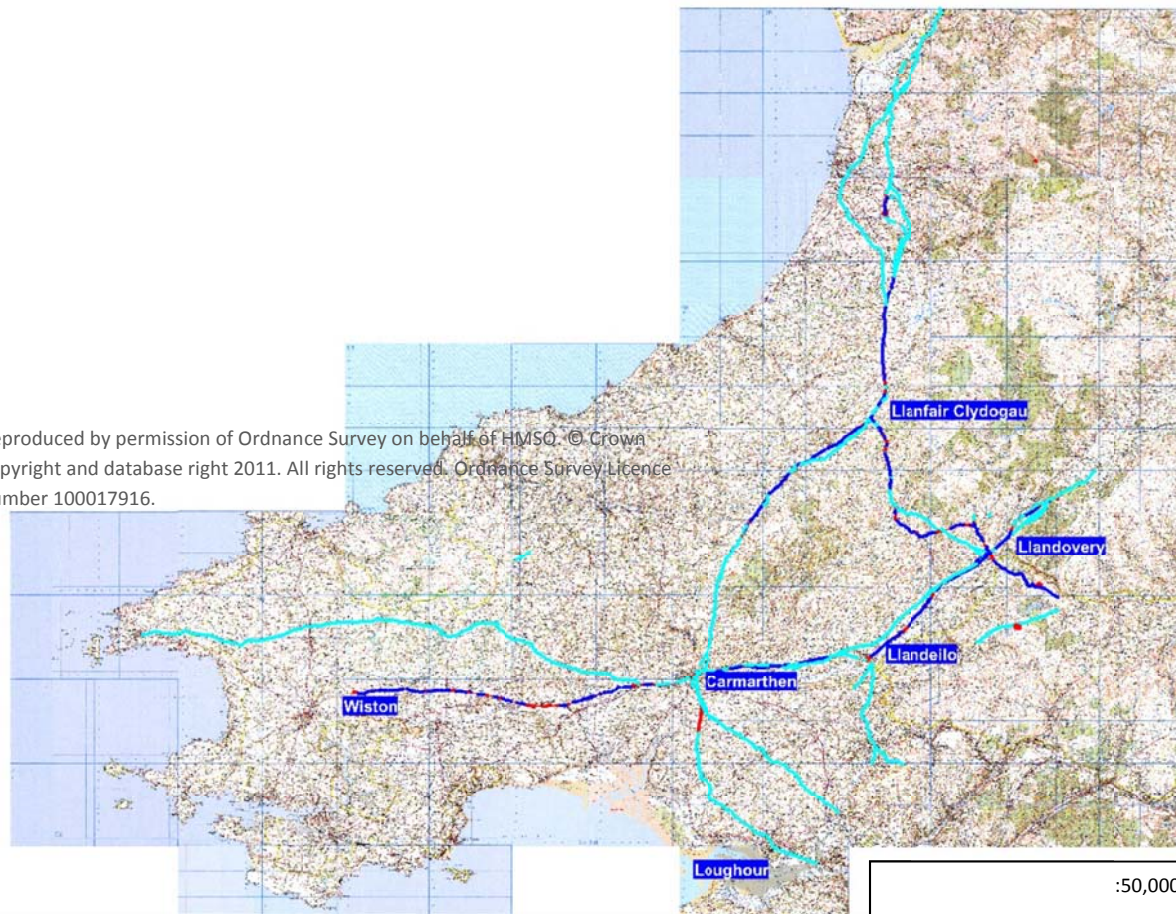 Llanfair Clydogau
eproduced by permission of Ordnance Survey on behalf of HMSO. © Crown
opyright and database right 2011. All rights reserved. Ordnance Survey Licence
umber 100017916.
Llandovery
Llandeilo
Carmarthen
Wiston
Loughour
:50,000